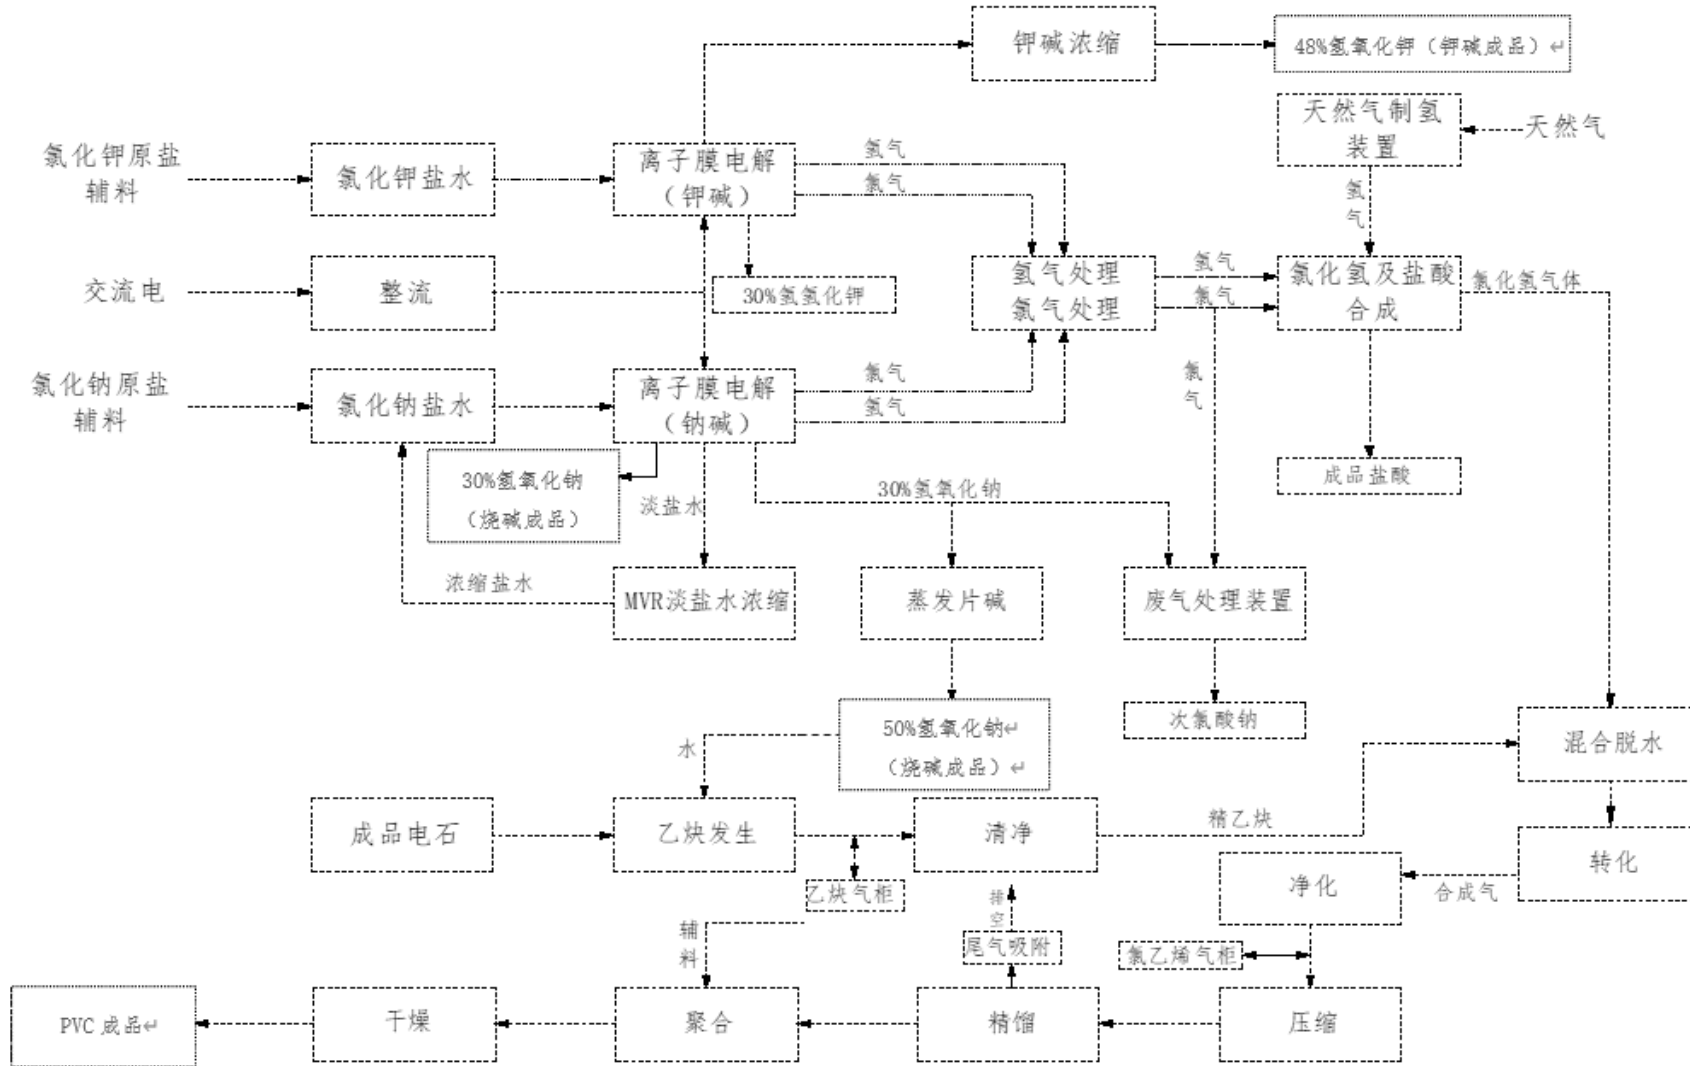 钾碱浓缩
48%氢氧化钾（钾碱成品）↵
天然气制氢
装置
天然气
氯化钾原盐
辅料
氯化钾盐水
离子膜电解
（钾碱）
氢气
氯气
氢
气
交流电
整流
30%氢氧化钾
氢气处理
氯气处理
氢气
氯气
氯化氢及盐酸
合成
氯化氢气体
氯化钠原盐
辅料
氯化钠盐水
离子膜电解
（钠碱）
氯气
氢气
氯
气
30%氢氧化钠
（烧碱成品）
淡盐水
30%氢氧化钠
成品盐酸
浓缩盐水
MVR淡盐水浓缩
蒸发片碱
废气处理装置
50%氢氧化钠↵
（烧碱成品）↵
次氯酸钠
水
混合脱水
成品电石
乙炔发生
清净
精乙炔
转化
乙炔气柜
净化
合成气
辅
料
排
空
尾气吸附
氯乙烯气柜
PVC 成品↵
干燥
聚合
精馏
压缩